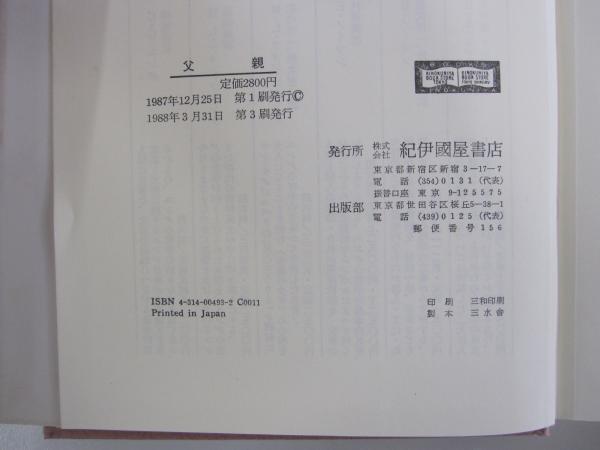 父親
定価2800円
1987年12月25日 第1刷発行©
1988年3月31日 第3刷発行
KINOKUNIYA
BOOK STORE
TOKYO
KINOKUNIYA
BOOK STORE
発行所 株式会社 紀伊國屋書店
東京都新宿区新宿3-17-7
電話 (354)0131(代表)
振替口座 東京 9-125575
出版部 東京都世田谷区桜丘5-38-1
電話 (439)0125(代表)
郵便番号156
ISBN 4-314-00493-2 C0011
Printed in Japan
印刷 三和印刷
製本 三水舎